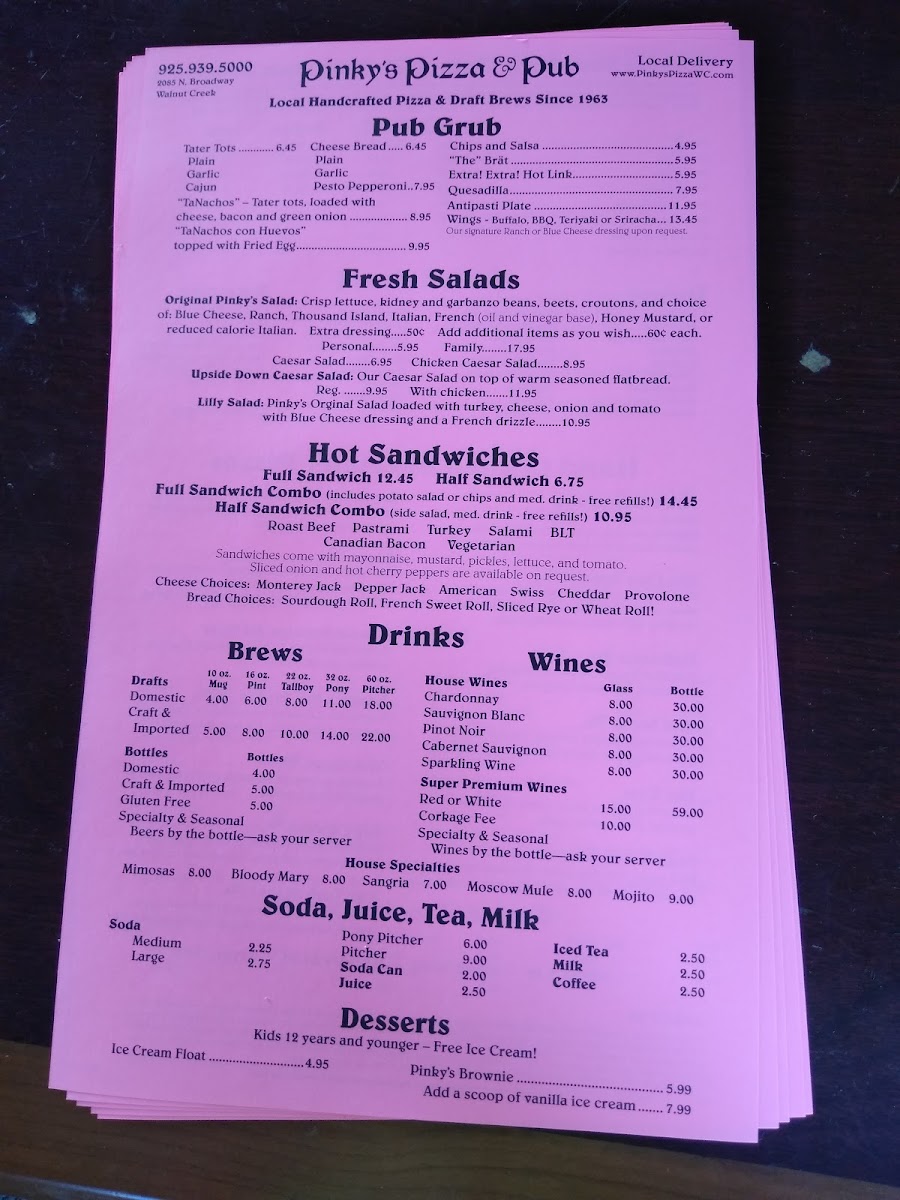 925.939.5000
2085 N. Broadway
Walnut Creek
Pinky's Pizza & Pub
Local Delivery
www.PinkysPizzaWC.com
Local Handcrafted Pizza & Draft Brews Since 1963
Pub Grub
Tater Tots ............ 6.45
Plain
Garlic
Cajun
Cheese Bread ..... 6.45
Plain
Garlic
Pesto Pepperoni..7.95
"TaNachos" – Tater tots, loaded with
cheese, bacon and green onion .................. 8.95
"TaNachos con Huevos"
topped with Fried Egg.................................. 9.95
Chips and Salsa ........................................4.95
"The" Brät ..................................................5.95
Extra! Extra! Hot Link...............................5.95
Quesadilla.................................................. 7.95
Antipasti Plate ......................................... 11.95
Wings - Buffalo, BBQ, Teriyaki or Sriracha... 13.45
Our signature Ranch or Blue Cheese dressing upon request.
Fresh Salads
Original Pinky's Salad: Crisp lettuce, kidney and garbanzo beans, beets, croutons, and choice
of: Blue Cheese, Ranch, Thousand Island, Italian, French (oil and vinegar base), Honey Mustard, or
reduced calorie Italian. Extra dressing.....50¢ Add additional items as you wish.....60¢ each.
Personal........5.95 Family........17.95
Caesar Salad........6.95 Chicken Caesar Salad........8.95
Upside Down Caesar Salad: Our Caesar Salad on top of warm seasoned flatbread.
Reg. .......9.95 With chicken.......11.95
Lilly Salad: Pinky's Orginal Salad loaded with turkey, cheese, onion and tomato
with Blue Cheese dressing and a French drizzle........10.95
Hot Sandwiches
Full Sandwich 12.45 Half Sandwich 6.75
Full Sandwich Combo (includes potato salad or chips and med. drink - free refills!) 14.45
Half Sandwich Combo (side salad, med. drink - free refills!) 10.95
Roast Beef Pastrami Turkey Salami BLT
Canadian Bacon Vegetarian
Sandwiches come with mayonnaise, mustard, pickles, lettuce, and tomato.
Sliced onion and hot cherry peppers are available on request.
Cheese Choices: Monterey Jack Pepper Jack American Swiss Cheddar Provolone
Bread Choices: Sourdough Roll, French Sweet Roll, Sliced Rye or Wheat Roll!
Drinks
Brews
Drafts 10 oz. Mug 16 oz. Pint 22 oz. Tallboy 32 oz. Pony 60 oz. Pitcher
Domestic 4.00 6.00 8.00 11.00 18.00
Craft &
Imported 5.00 8.00 10.00 14.00 22.00
Bottles Bottles
Domestic 4.00
Craft & Imported 5.00
Gluten Free 5.00
Specialty & Seasonal
Beers by the bottle—ask your server
Wines
House Wines Glass Bottle
Chardonnay 8.00 30.00
Sauvignon Blanc 8.00 30.00
Pinot Noir 8.00 30.00
Cabernet Sauvignon 8.00 30.00
Sparkling Wine 8.00 30.00
Super Premium Wines
Red or White 15.00 59.00
Corkage Fee 10.00
Specialty & Seasonal
Wines by the bottle—ask your server
House Specialties
Mimosas 8.00 Bloody Mary 8.00 Sangria 7.00 Moscow Mule 8.00 Mojito 9.00
Soda, Juice, Tea, Milk
Soda
Medium 2.25
Large 2.75
Pony Pitcher 6.00
Pitcher 9.00
Soda Can 2.00
Juice 2.50
Iced Tea 2.50
Milk 2.50
Coffee 2.50
Desserts
Kids 12 years and younger – Free Ice Cream!
Ice Cream Float ......................4.95
Pinky's Brownie .................................. 5.99
Add a scoop of vanilla ice cream ....... 7.99